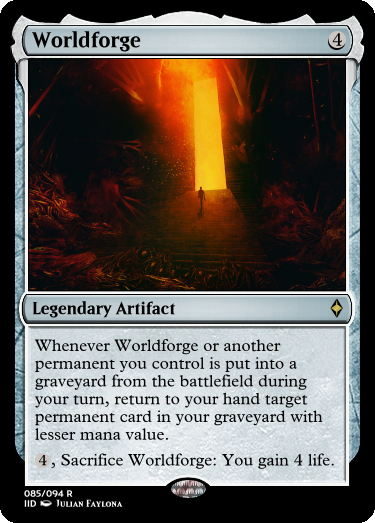 Worldforge 4
Legendary Artifact
Whenever Worldforge or another
permanent you control is put into a
graveyard from the battlefield during
your turn, return to your hand target
permanent card in your graveyard with
lesser mana value.
4 , Sacrifice Worldforge: You gain 4 life.
085/094 R
IID Julian Faylona